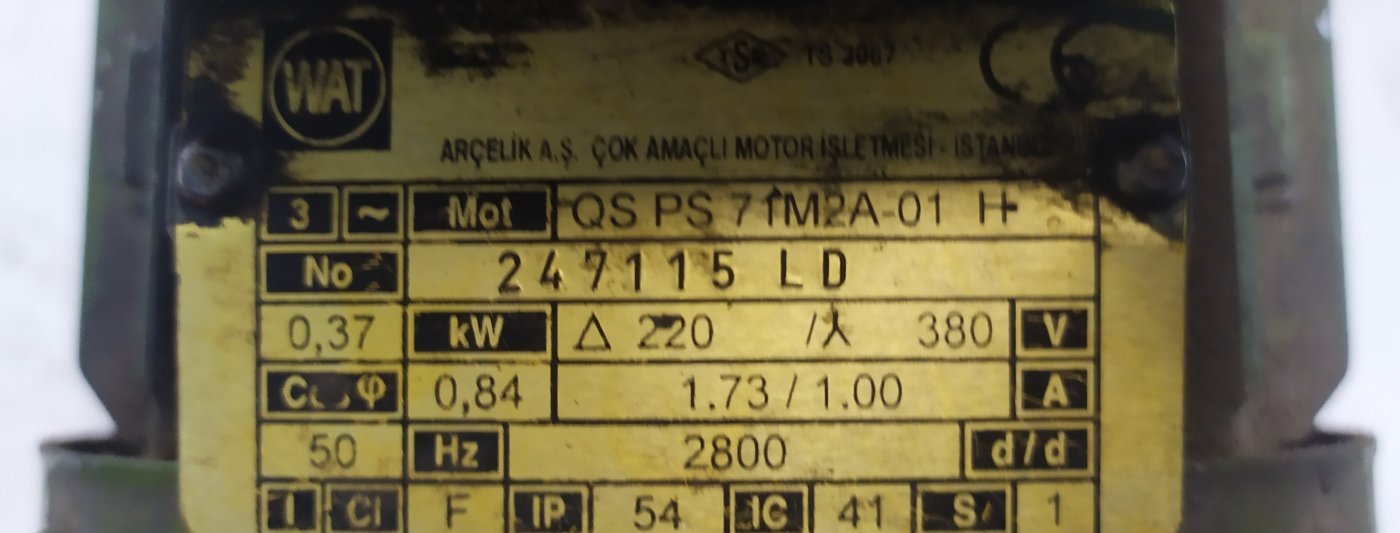 WAT
TSE TS 3067
CE
ARÇELİK A.Ş. ÇOK AMAÇLI MOTOR İŞLETMESİ - İSTANBUL
3 ~ Mot QS PS 71M2A-01 H
No 247115 LD
0,37 kW Δ 220 /⅄ 380 V
Cosφ 0,84 1.73 / 1.00 A
50 Hz 2800 d/d
I Cl F IP 54 IC 41 S 1